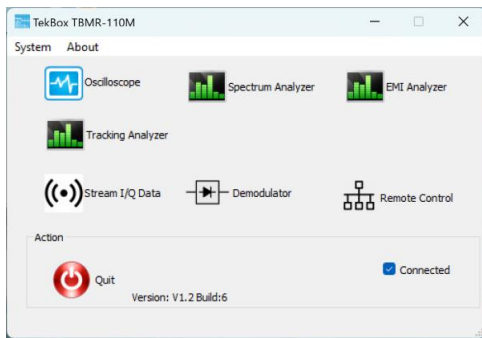 TekBox TBMR-110M
System About
Oscilloscope Spectrum Analyzer EMI Analyzer
Tracking Analyzer
Stream I/Q Data Demodulator Remote Control
Action
Quit Connected
Version: V1.2 Build:6